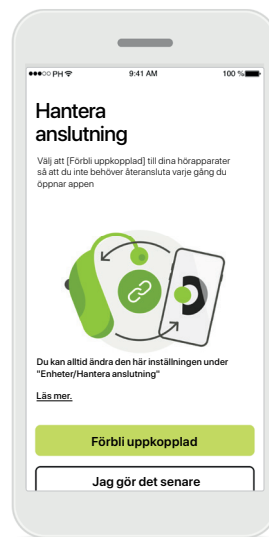 PH 9:41 AM 100 %
Hantera
anslutning
Välj att [Förbli uppkopplad] till dina hörapparater
så att du inte behöver återansluta varje gång du
öppnar appen
Du kan alltid ändra den här inställningen under
"Enheter/Hantera anslutning"
Läs mer.
Förbli uppkopplad
Jag gör det senare